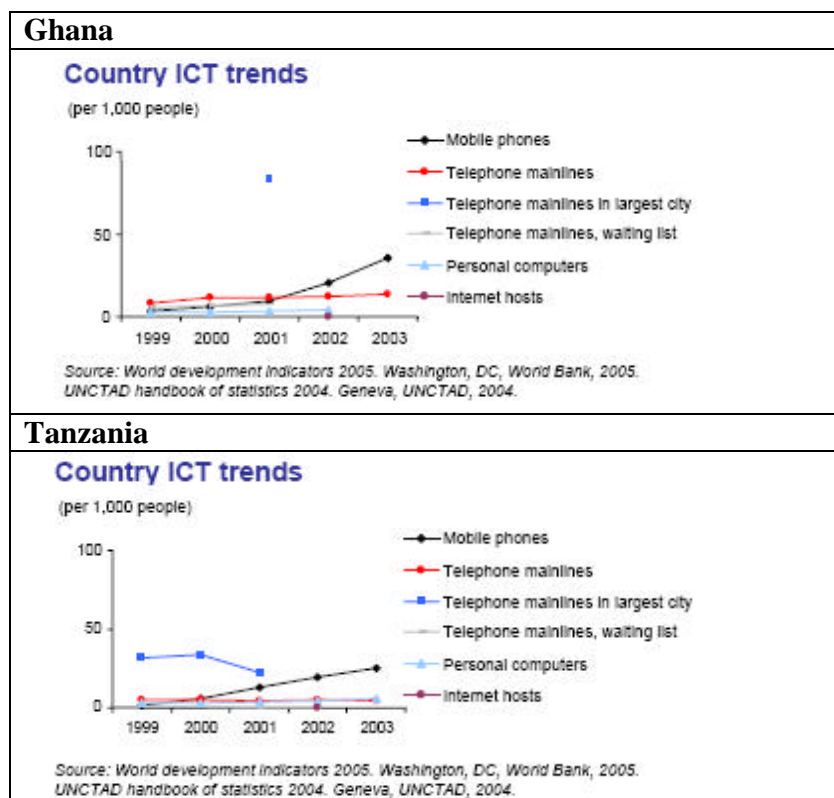 Ghana
Country ICT trends
(per 1,000 people)
Mobile phones
100
Telephone mainlines
Telephone mainlines in largest city
50
Telephone mainlines, waiting list
Personal computers
Internet hosts
0
1999 2000 2001 2002 2003
Source: World development indicators 2005. Washington, DC, World Bank, 2005.
UNCTAD handbook of statistics 2004. Geneva, UNCTAD, 2004.
Tanzania
Country ICT trends
(per 1,000 people)
Mobile phones
100
Telephone mainlines
Telephone mainlines in largest city
50
Telephone mainlines, waiting list
Personal computers
Internet hosts
0
1999 2000 2001 2002 2003
Source: World development indicators 2005. Washington, DC, World Bank, 2005.
UNCTAD handbook of statistics 2004. Geneva, UNCTAD, 2004.